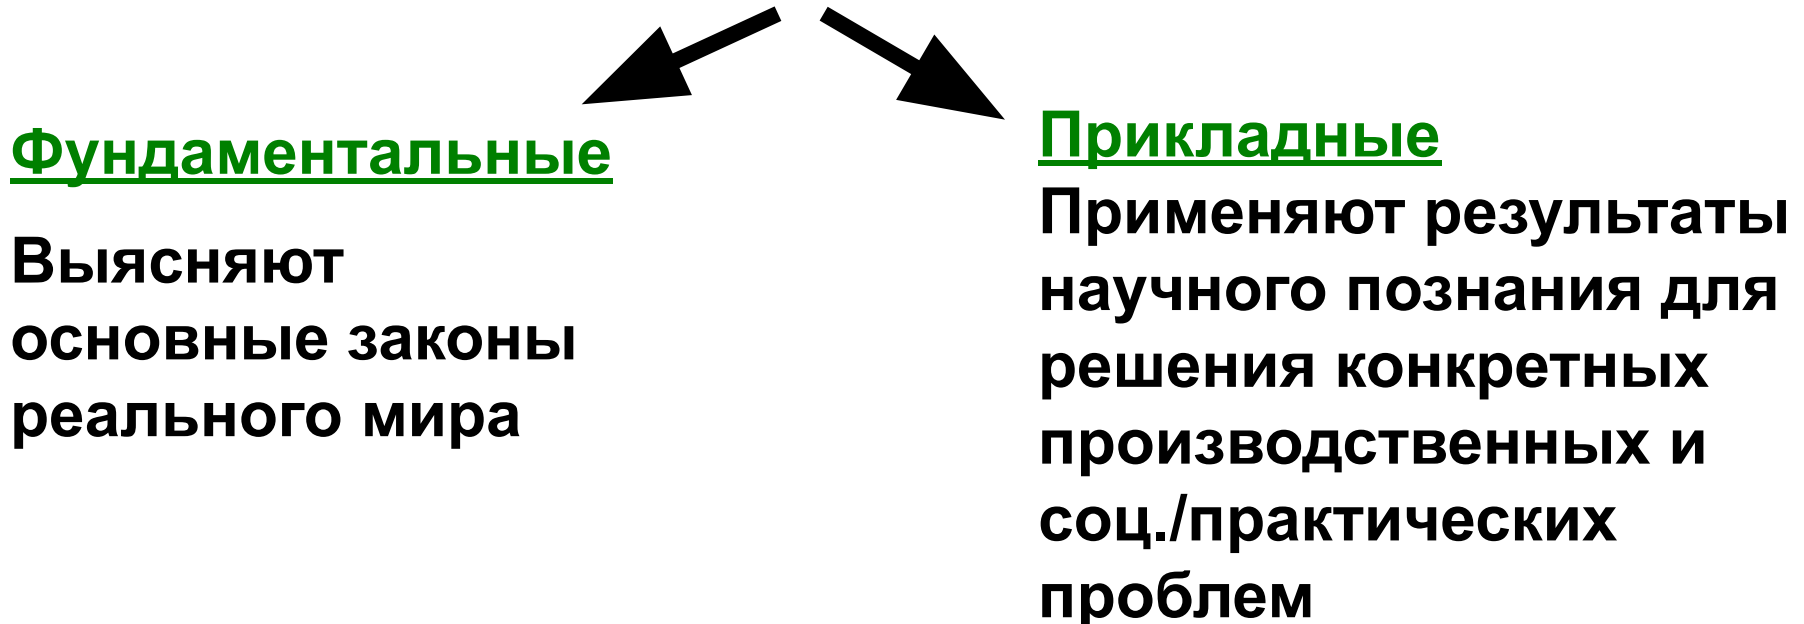 Фундаментальные
Выясняют
основные законы
реального мира
Прикладные
Применяют результаты
научного познания для
решения конкретных
производственных и
соц./практических
проблем